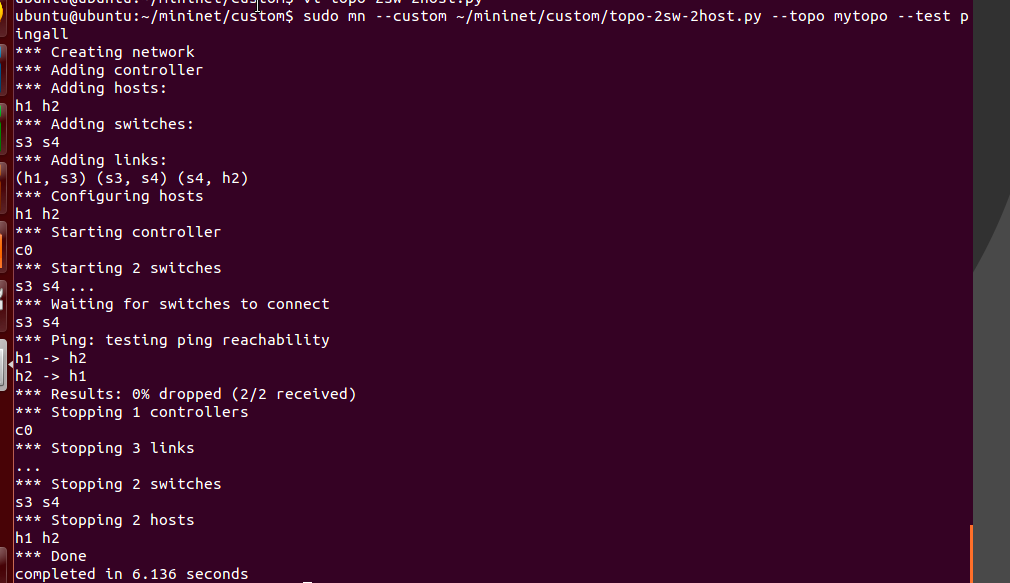 ubuntu@ubuntu:~/mininet/custom$ vi topo-2sw-2host.py
ubuntu@ubuntu:~/mininet/custom$ sudo mn --custom ~/mininet/custom/topo-2sw-2host.py --topo mytopo --test p
ingall
*** Creating network
*** Adding controller
*** Adding hosts:
h1 h2
*** Adding switches:
s3 s4
*** Adding links:
(h1, s3) (s3, s4) (s4, h2)
*** Configuring hosts
h1 h2
*** Starting controller
c0
*** Starting 2 switches
s3 s4 ...
*** Waiting for switches to connect
s3 s4
*** Ping: testing ping reachability
h1 -> h2
h2 -> h1
*** Results: 0% dropped (2/2 received)
*** Stopping 1 controllers
c0
*** Stopping 3 links
...
*** Stopping 2 switches
s3 s4
*** Stopping 2 hosts
h1 h2
*** Done
completed in 6.136 seconds